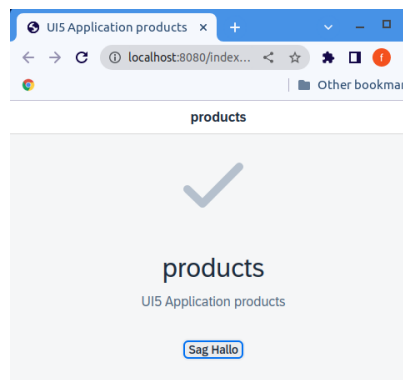 UI5 Application products
localhost:8080/index...
Other bookmar
products
products
UI5 Application products
Sag Hallo